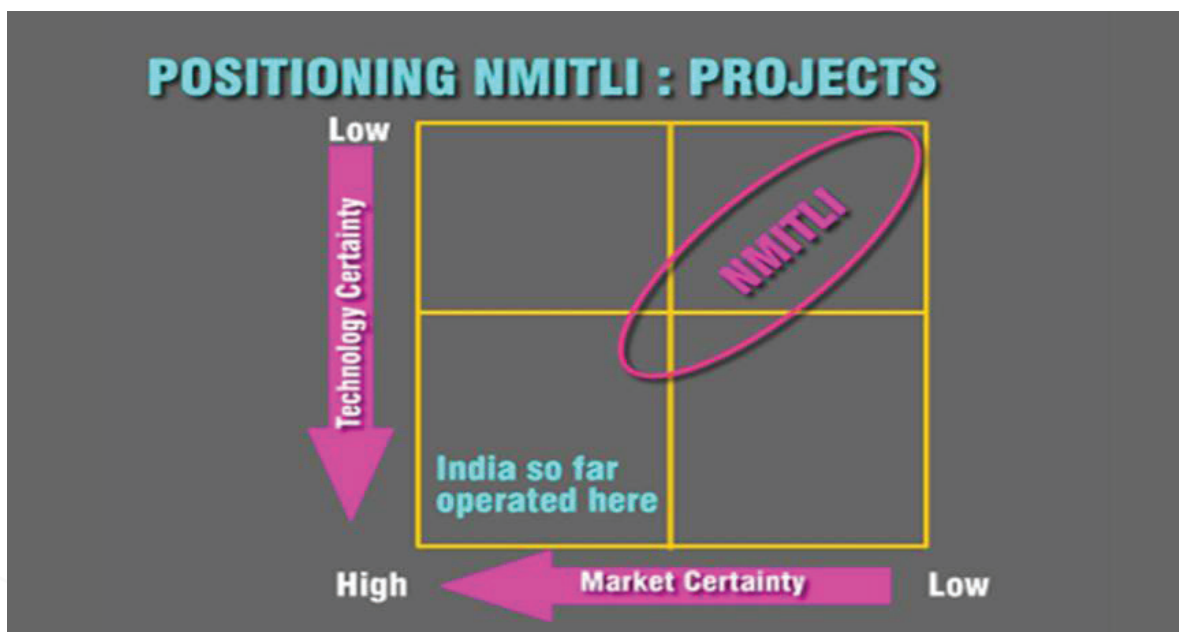 POSITIONING NMITLI : PROJECTS
Low
Technology Certainty
NMITLI
India so far
operated here
High
Market Certainty
Low